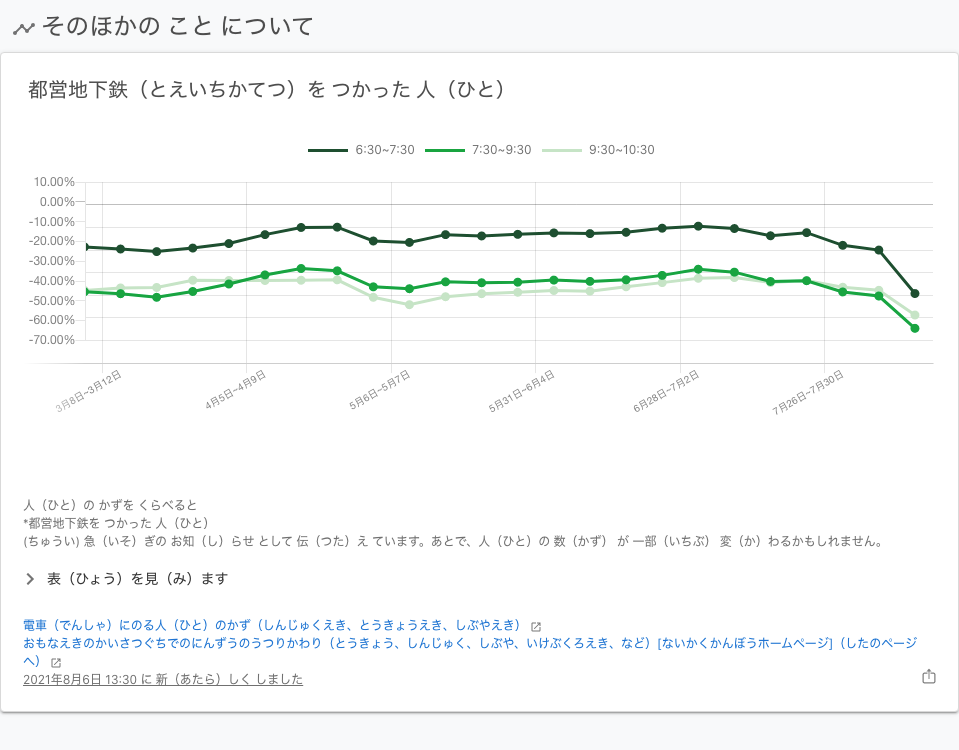 そのほかの こと について
都営地下鉄（とえいちかてつ）を つかった 人（ひと）
6:30~7:30 7:30~9:30 9:30~10:30
10.00%
0.00%
-10.00%
-20.00%
-30.00%
-40.00%
-50.00%
-60.00%
-70.00%
3月8日~3月12日 4月5日~4月9日 5月6日~5月7日 5月31日~6月4日 6月28日~7月2日 7月26日~7月30日
人（ひと）の かずを くらべると
*都営地下鉄を つかった 人（ひと）
(ちゅうい) 急（いそ）ぎの お知（し）らせ として 伝（つた）え ています。あとで、人（ひと）の 数（かず） が 一部（いちぶ） 変（か）わるかもしれません。
表（ひょう）を見（み）ます
電車（でんしゃ）にのる人（ひと）のかず（しんじゅくえき、とうきょうえき、しぶやえき）
おもなえきのかいさつぐちでのにんずうのうつりかわり（とうきょう、しんじゅく、しぶや、いけぶくろえき、など）[ないかくかんぼうホームページ]（したのページ
へ）
2021年8月6日 13:30 に 新（あたら）しく しました